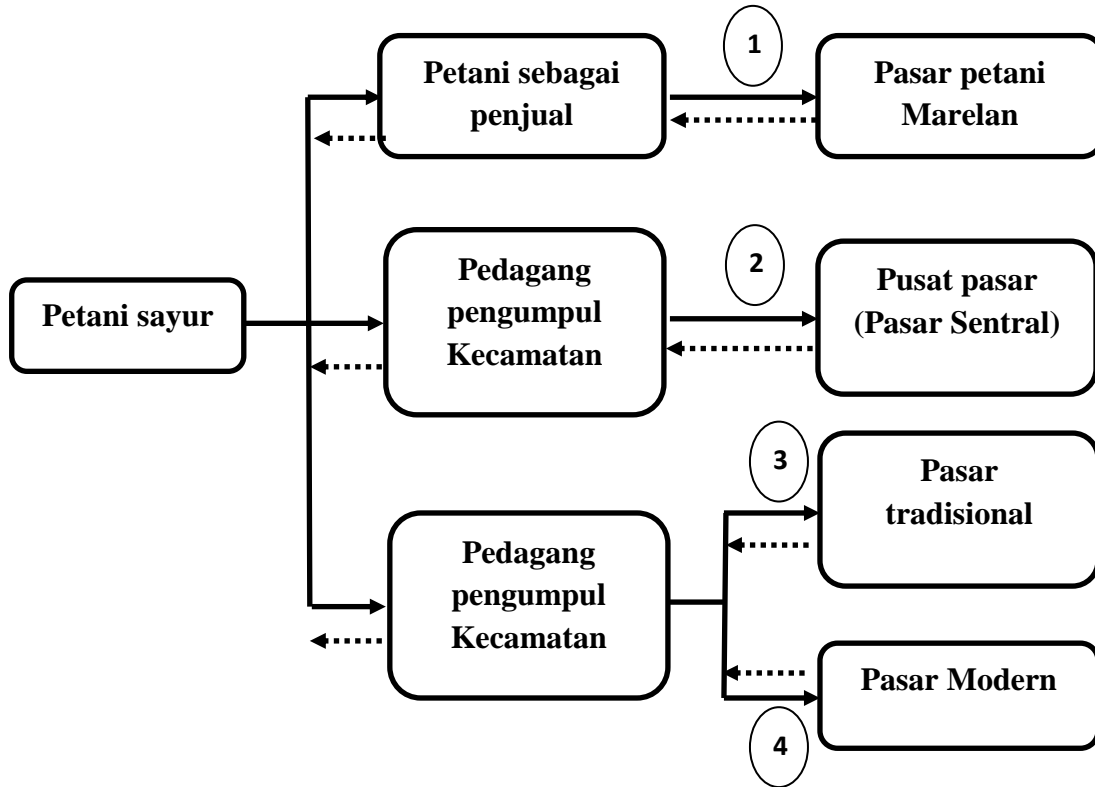 1
Petani sebagai
penjual
Pasar petani
Marelan
2
Petani sayur
Pedagang
pengumpul
Kecamatan
Pusat pasar
(Pasar Sentral)
3
Pasar
tradisional
Pedagang
pengumpul
Kecamatan
Pasar Modern
4